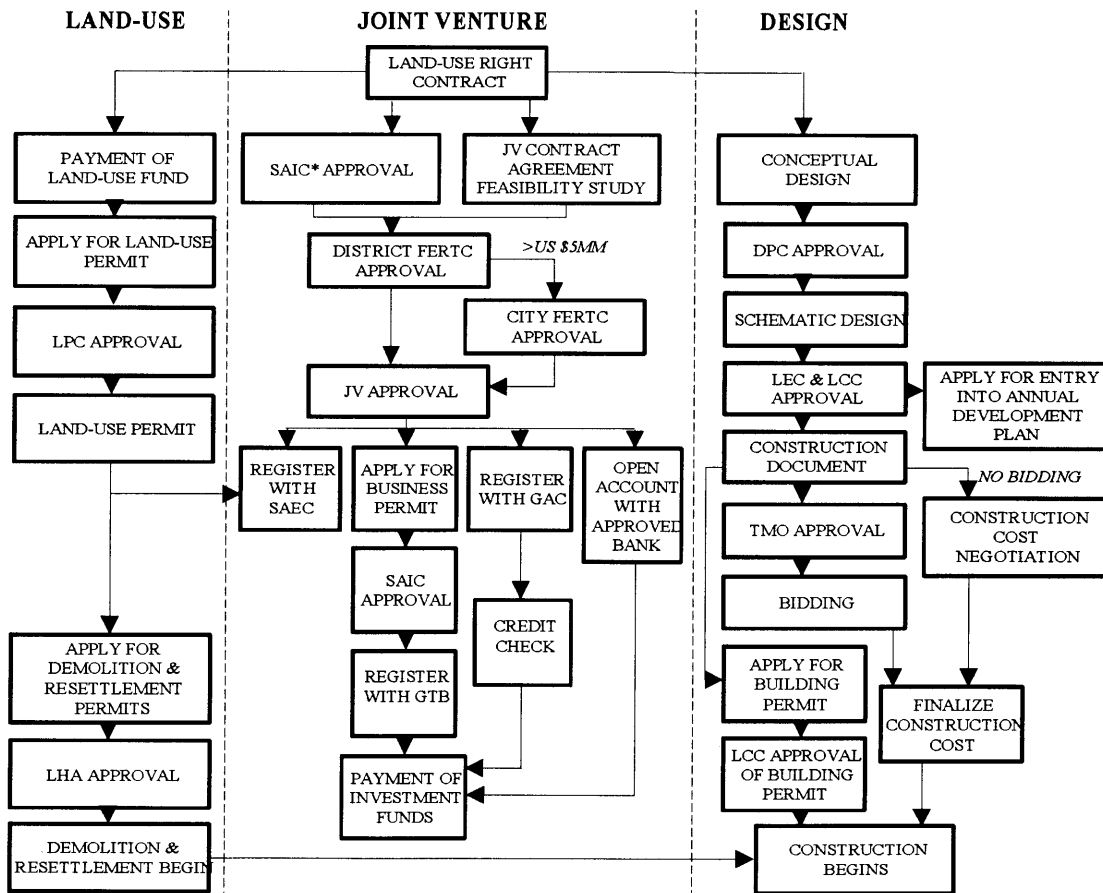 LAND-USE
JOINT VENTURE
DESIGN
LAND-USE RIGHT
CONTRACT
PAYMENT OF
LAND-USE FUND
APPLY FOR LAND-USE
PERMIT
LPC APPROVAL
LAND-USE PERMIT
APPLY FOR
DEMOLITION &
RESETTLEMENT
PERMITS
LHA APPROVAL
DEMOLITION &
RESETTLEMENT BEGIN
SAIC* APPROVAL
JV CONTRACT
AGREEMENT
FEASIBILITY STUDY
DISTRICT FERTC
APPROVAL
>US $5MM
CITY FERTC
APPROVAL
JV APPROVAL
REGISTER
WITH
SAEC
APPLY FOR
BUSINESS
PERMIT
REGISTER
WITH GAC
OPEN
ACCOUNT
WITH
APPROVED
BANK
SAIC
APPROVAL
CREDIT
CHECK
REGISTER
WITH GTB
PAYMENT OF
INVESTMENT
FUNDS
CONCEPTUAL
DESIGN
DPC APPROVAL
SCHEMATIC DESIGN
LEC & LCC
APPROVAL
APPLY FOR ENTRY
INTO ANNUAL
DEVELOPMENT
PLAN
CONSTRUCTION
DOCUMENT
NO BIDDING
TMO APPROVAL
CONSTRUCTION
COST
NEGOTIATION
BIDDING
APPLY FOR
BUILDING
PERMIT
FINALIZE
CONSTRUCTION
COST
LCC APPROVAL
OF BUILDING
PERMIT
CONSTRUCTION
BEGINS